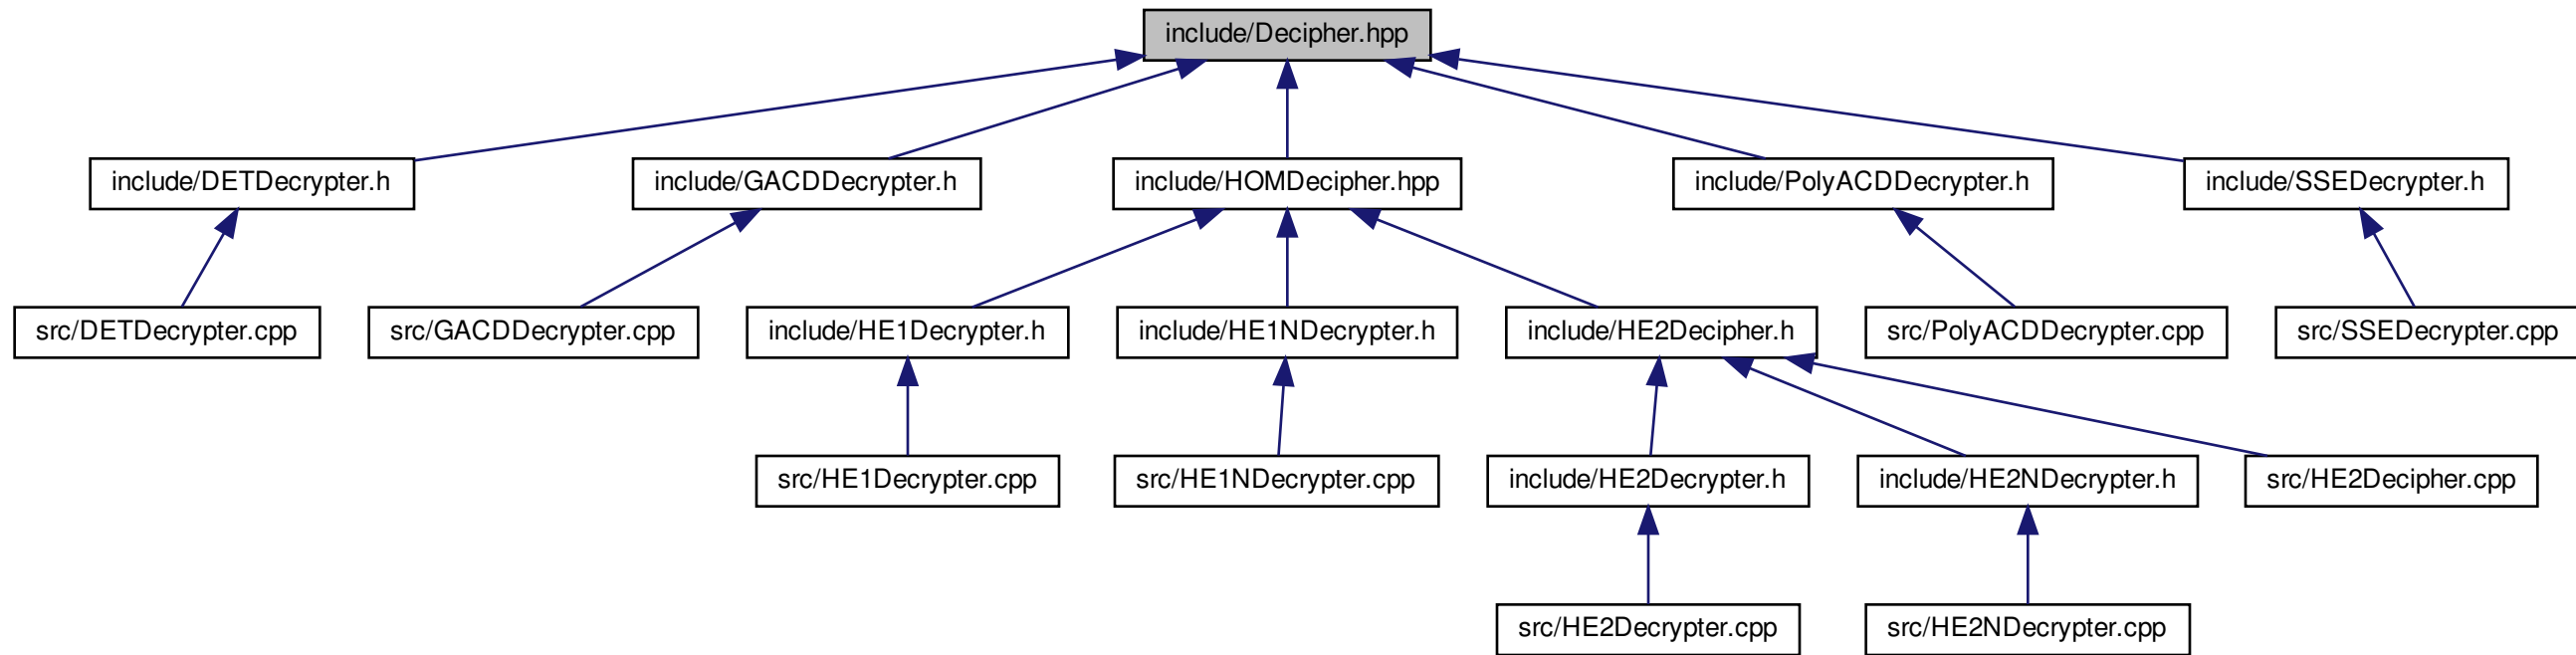 include/Decipher.hpp
include/DETDecrypter.h
include/GACDDecrypter.h
include/HOMDecipher.hpp
include/PolyACDDecrypter.h
include/SSEDecrypter.h
src/DETDecrypter.cpp
src/GACDDecrypter.cpp
include/HE1Decrypter.h
include/HE1NDecrypter.h
include/HE2Decipher.h
src/PolyACDDecrypter.cpp
src/SSEDecrypter.cpp
src/HE1Decrypter.cpp
src/HE1NDecrypter.cpp
include/HE2Decrypter.h
include/HE2NDecrypter.h
src/HE2Decipher.cpp
src/HE2Decrypter.cpp
src/HE2NDecrypter.cpp